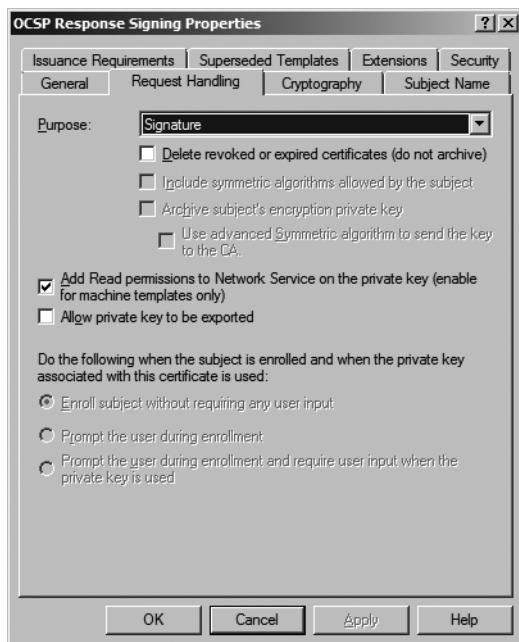 OCSP Response Signing Properties
Issuance Requirements Superseded Templates Extensions Security
General Request Handling Cryptography Subject Name
Purpose: Signature
Delete revoked or expired certificates (do not archive)
Include symmetric algorithms allowed by the subject
Archive subject's encryption private key
Use advanced Symmetric algorithm to send the key
to the CA.
Add Read permissions to Network Service on the private key (enable
for machine templates only)
Allow private key to be exported
Do the following when the subject is enrolled and when the private key
associated with this certificate is used:
Enroll subject without requiring any user input
Prompt the user during enrollment
Prompt the user during enrollment and require user input when the
private key is used
OK Cancel Apply Help